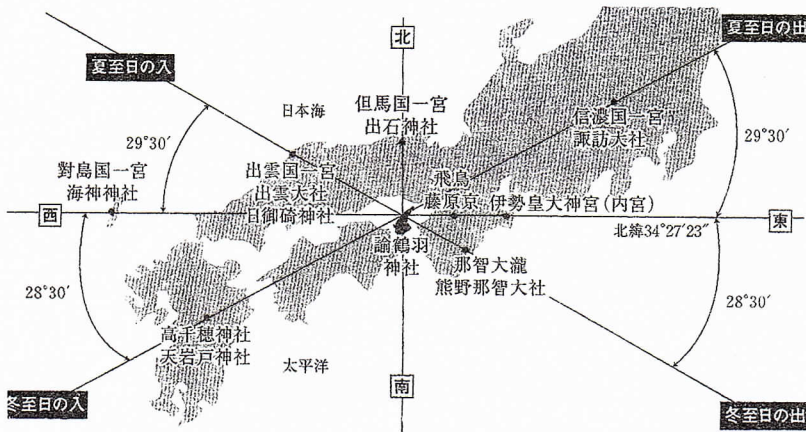 北
夏至日の出
夏至日の入
日本海
但馬国一宮
出石神社
信濃国一宮
諏訪大社
29°30′
29°30′
對島国一宮
海神神社
出雲国一宮
出雲大社
日御碕神社
飛鳥
藤原京
伊勢皇大神宮(内宮)
西
東
北緯34°27′23″
諭鶴羽
神社
那智大瀧
熊野那智大社
28°30′
28°30′
高千穂神社
天岩戸神社
太平洋
南
冬至日の入
冬至日の出